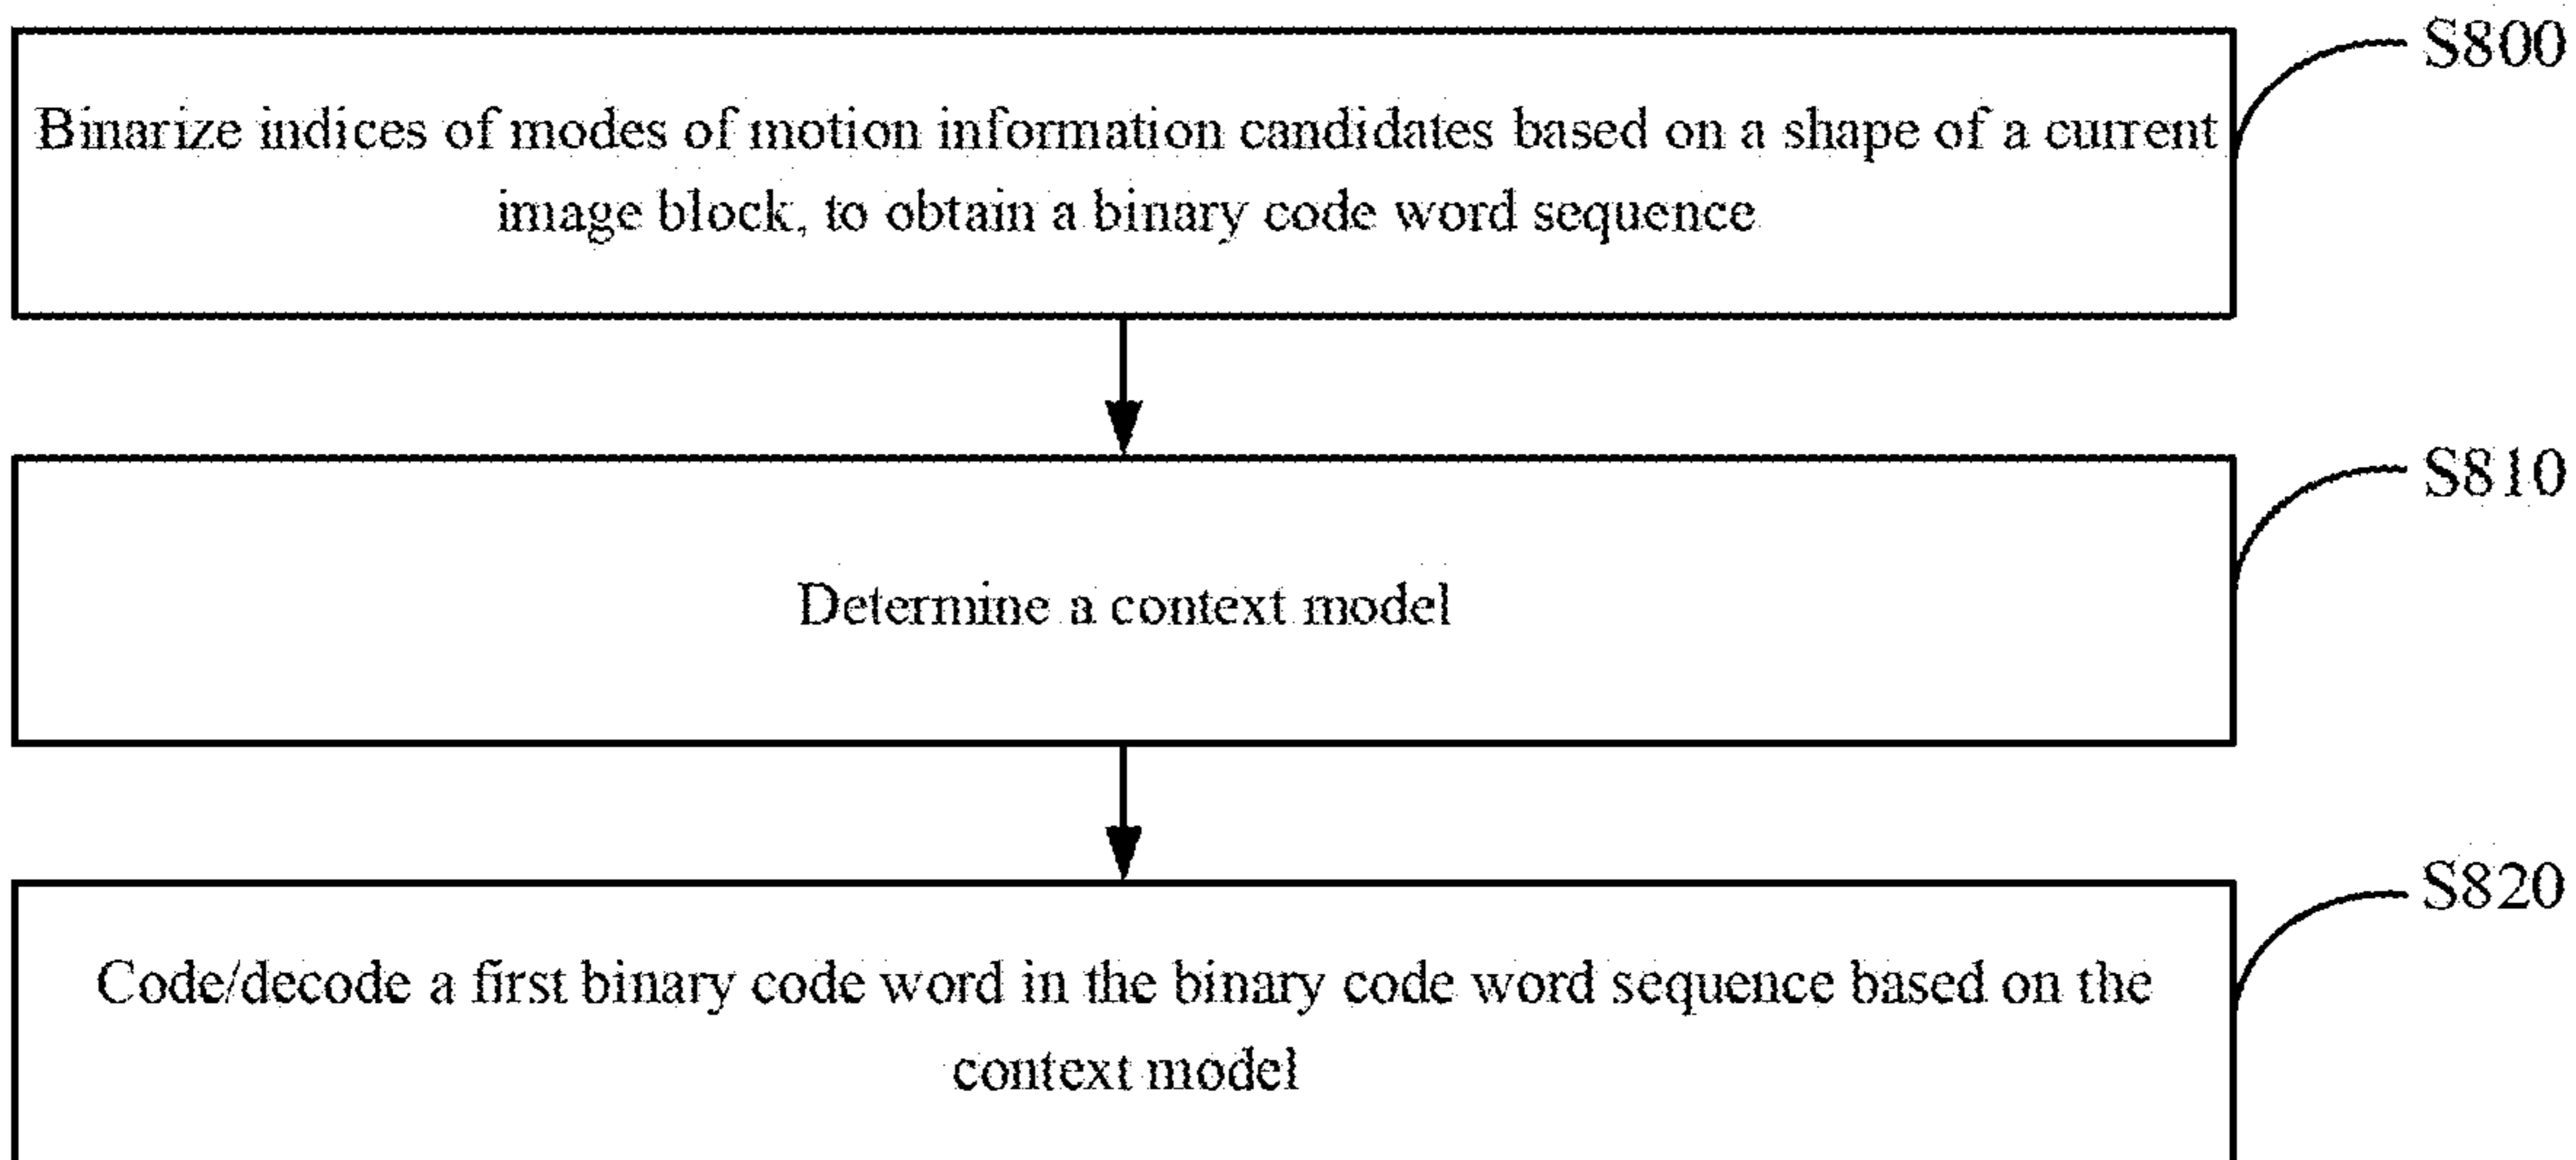 S800
Binarize indices of modes of motion information candidates based on a shape of a current
image block, to obtain a binary code word sequence
S810
Determine a context model
S820
Code/decode a first binary code word in the binary code word sequence based on the
context model